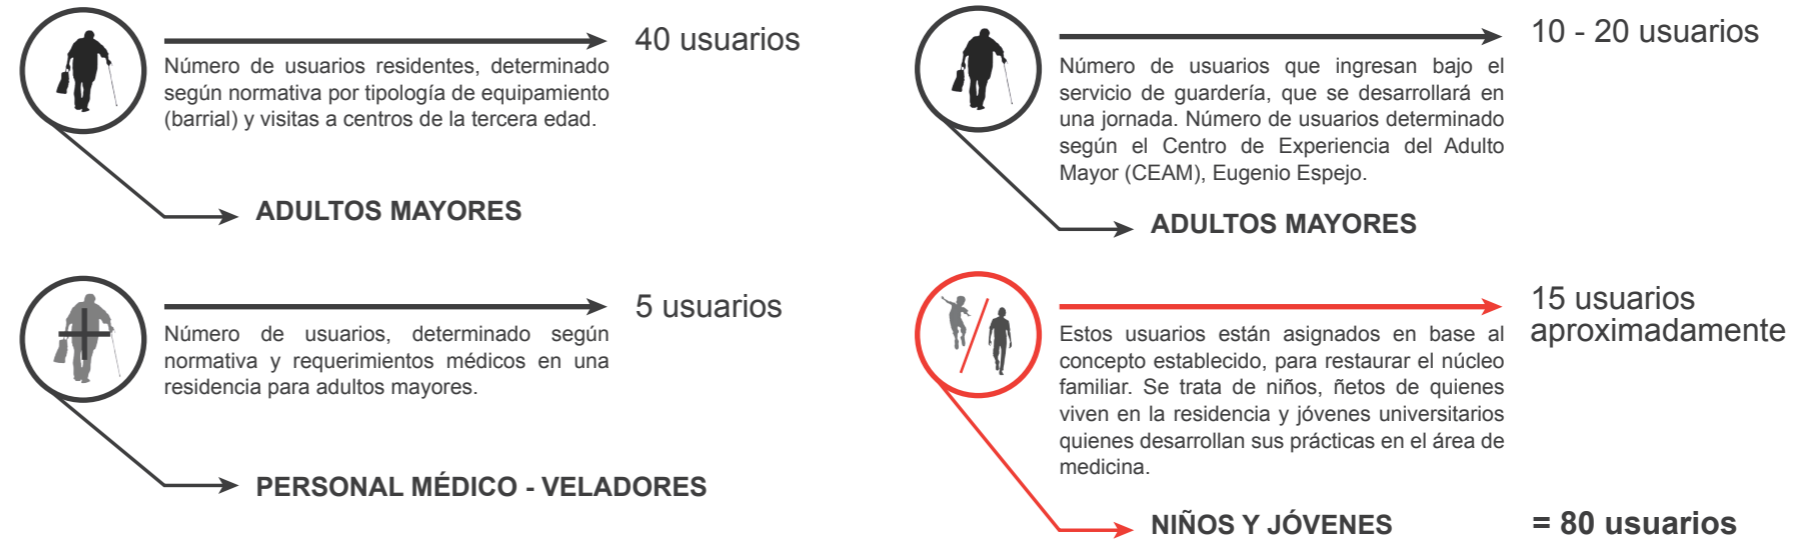 40 usuarios
Número de usuarios residentes, determinado
según normativa por tipología de equipamiento
(barrial) y visitas a centros de la tercera edad.
ADULTOS MAYORES
10 - 20 usuarios
Número de usuarios que ingresan bajo el
servicio de guardería, que se desarrollará en
una jornada. Número de usuarios determinado
según el Centro de Experiencia del Adulto
Mayor (CEAM), Eugenio Espejo.
ADULTOS MAYORES
5 usuarios
Número de usuarios, determinado según
normativa y requerimientos médicos en una
residencia para adultos mayores.
PERSONAL MÉDICO - VELADORES
15 usuarios
aproximadamente
Estos usuarios están asignados en base al
concepto establecido, para restaurar el núcleo
familiar. Se trata de niños, ñetos de quienes
viven en la residencia y jóvenes universitarios
quienes desarrollan sus prácticas en el área de
medicina.
NIÑOS Y JÓVENES
= 80 usuarios